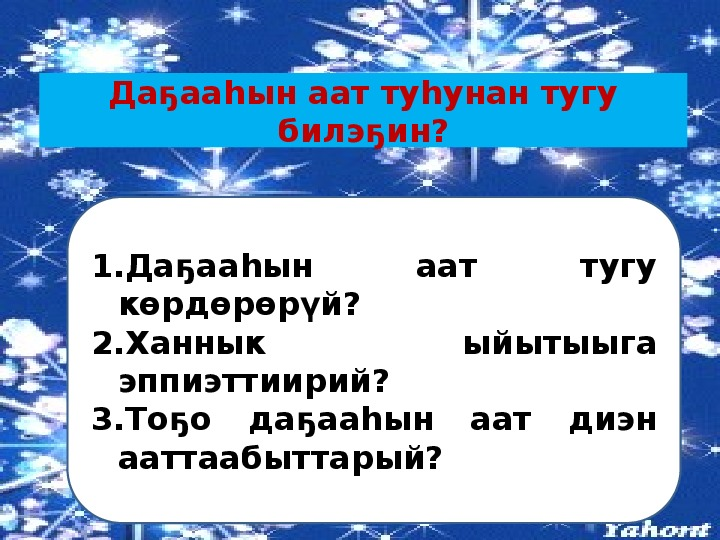 Даҕааһын аат туһунан тугу
билэҕин?
1.Даҕааһын аат тугу
көрдөрөрүй?
2.Ханнык ыйытыыга
эппиэттиирий?
3.Тоҕо даҕааһын аат диэн
ааттаабыттарый?